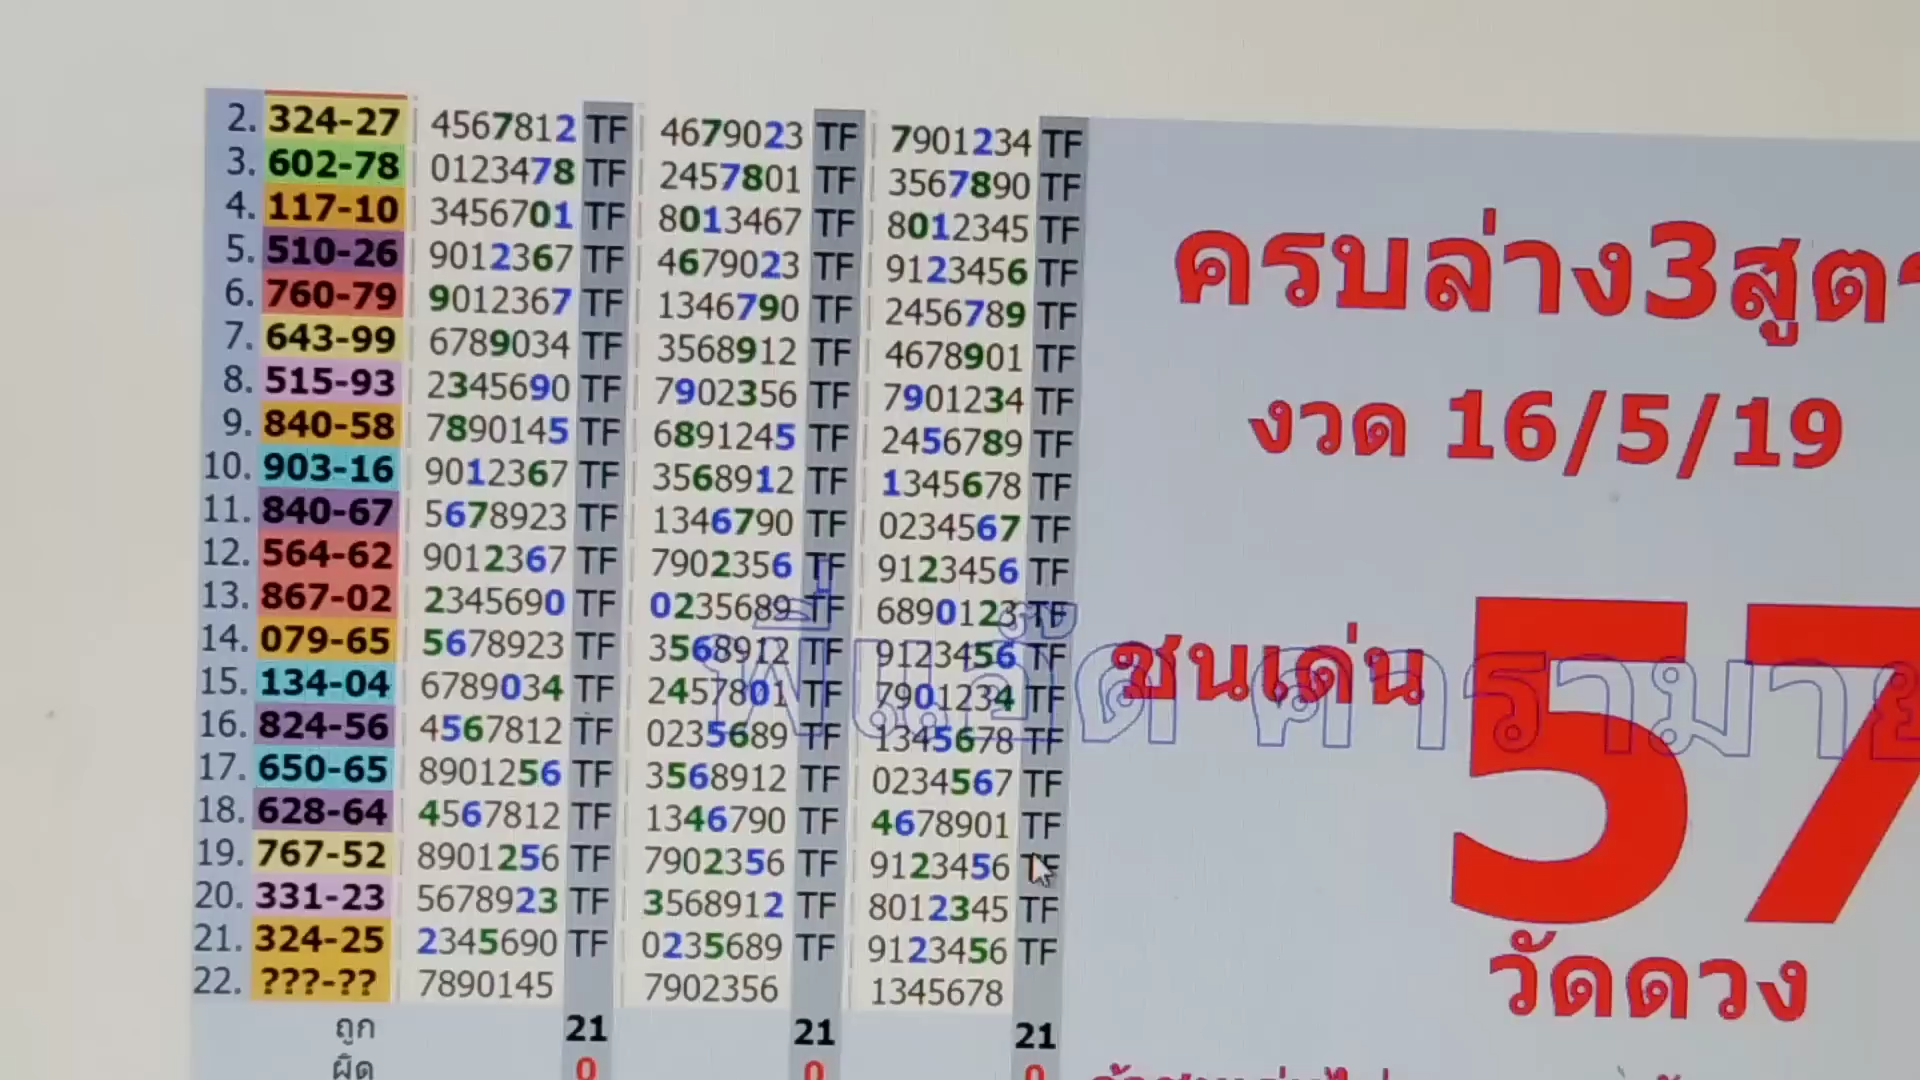 2. 324-27 4567812 TF 4679023 TF 7901234 TF
3. 602-78 0123478 TF 2457801 TF 3567890 TF
4. 117-10 3456701 TF 8013467 TF 8012345 TF
5. 510-26 9012367 TF 4679023 TF 9123456 TF
6. 760-79 9012367 TF 1346790 TF 2456789 TF
7. 643-99 6789034 TF 3568912 TF 4678901 TF
8. 515-93 2345690 TF 7902356 TF 7901234 TF
9. 840-58 7890145 TF 6891245 TF 2456789 TF
10. 903-16 9012367 TF 3568912 TF 1345678 TF
11. 840-67 5678923 TF 1346790 TF 0234567 TF
12. 564-62 9012367 TF 7902356 TF 9123456 TF
13. 867-02 2345690 TF 0235689 TF 6890123 TF
14. 079-65 5678923 TF 3568912 TF 9123456 TF
15. 134-04 6789034 TF 2457801 TF 7901234 TF
16. 824-56 4567812 TF 0235689 TF 1345678 TF
17. 650-65 8901256 TF 3568912 TF 0234567 TF
18. 628-64 4567812 TF 1346790 TF 4678901 TF
19. 767-52 8901256 TF 7902356 TF 9123456 TF
20. 331-23 5678923 TF 3568912 TF 8012345 TF
21. 324-25 2345690 TF 0235689 TF 9123456 TF
22. ???-?? 7890145 7902356 1345678
ถูก 21 21 21
ผิด 0 0 0
ครบล่าง3สูตร
งวด 16/5/19
ชนเด่น 57
วัดดวง